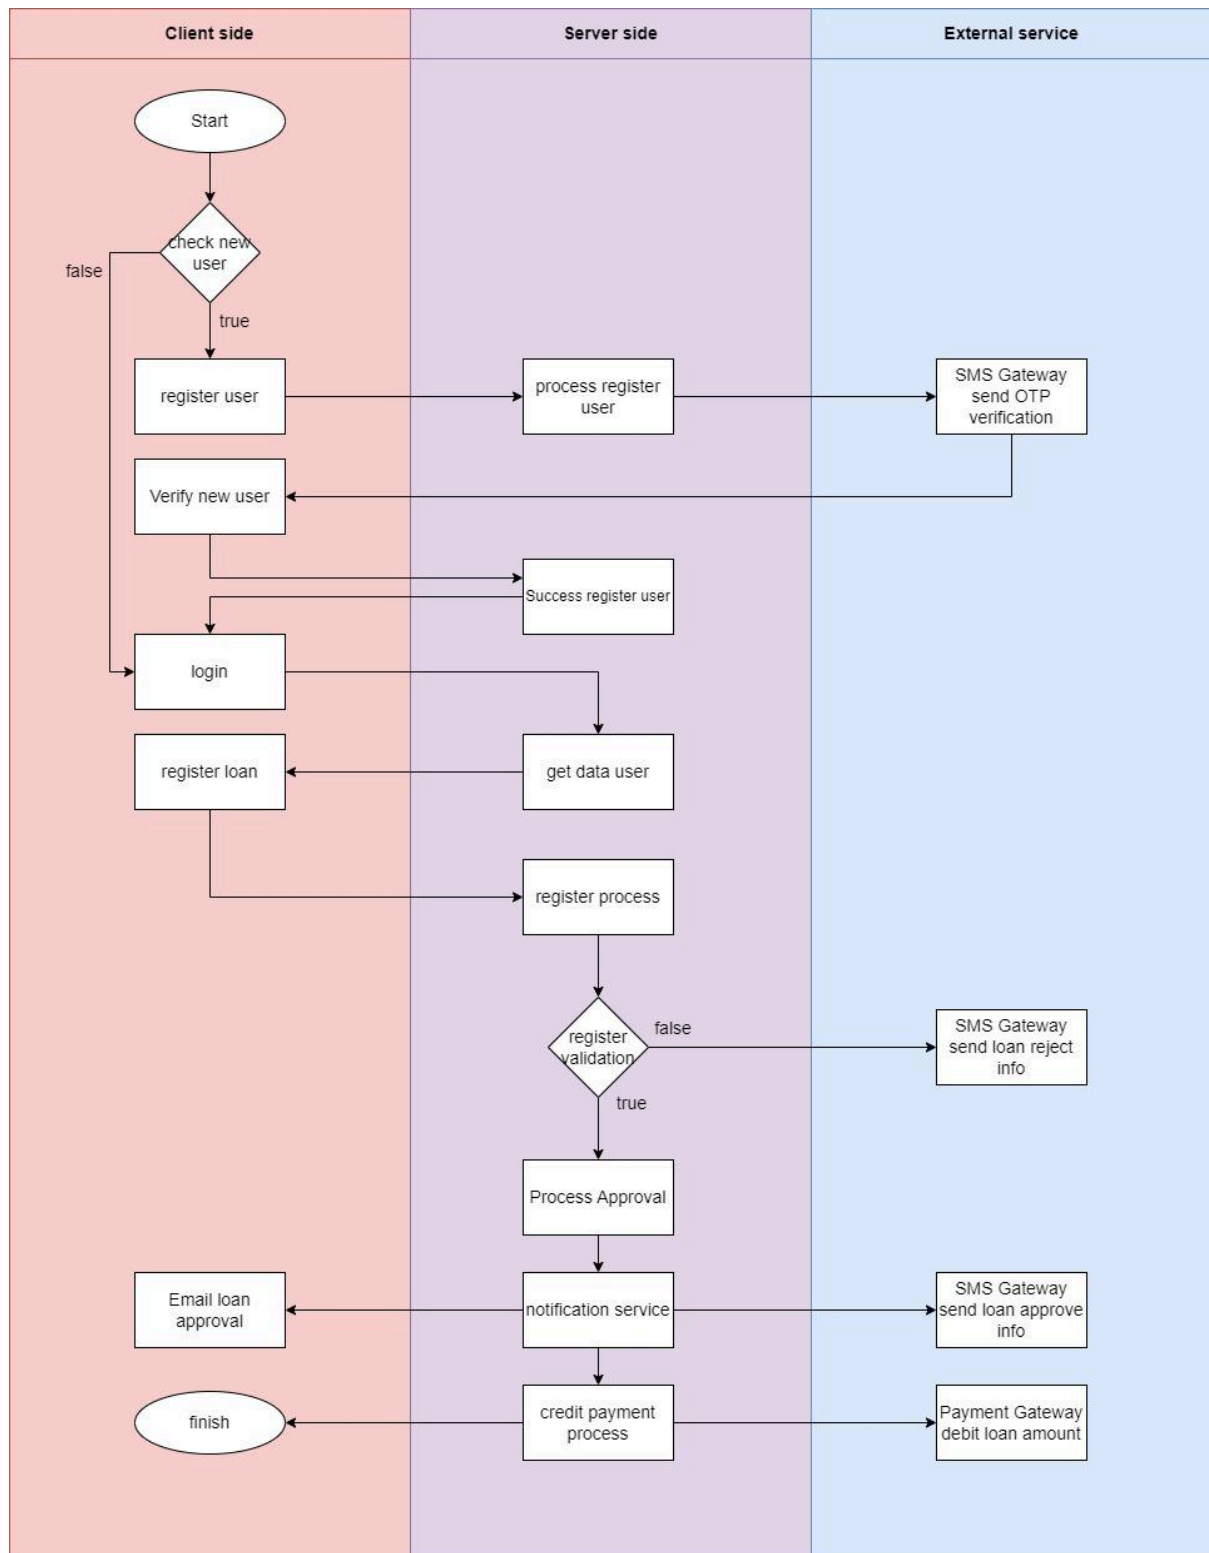 Client side
Server side
External service
Start
check new
user
false
true
register user
process register
user
SMS Gateway
send OTP
verification
Verify new user
Success register user
login
register loan
get data user
register process
register
validation
false
SMS Gateway
send loan reject
info
true
Process Approval
Email loan
approval
notification service
SMS Gateway
send loan approve
info
finish
credit payment
process
Payment Gateway
debit loan amount